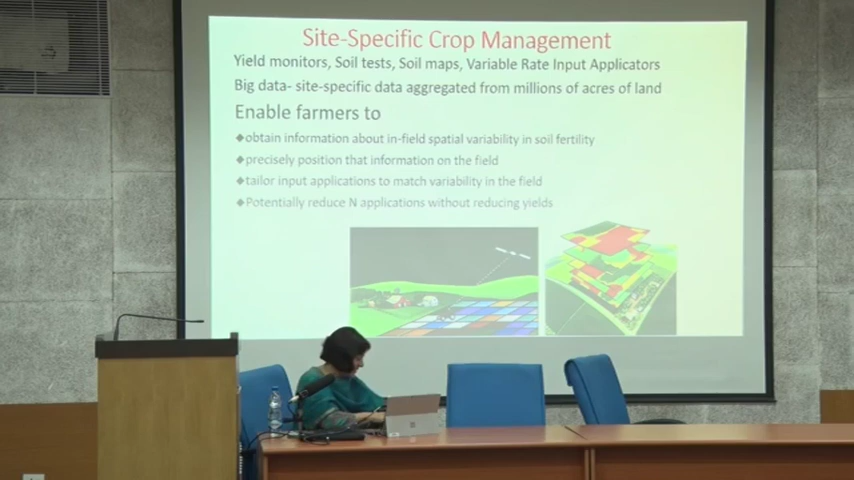 Site-Specific Crop Management
Yield monitors, Soil tests, Soil maps, Variable Rate Input Applicators
Big data- site-specific data aggregated from millions of acres of land
Enable farmers to
◆obtain information about in-field spatial variability in soil fertility
◆precisely position that information on the field
◆tailor input applications to match variability in the field
◆Potentially reduce N applications without reducing yields